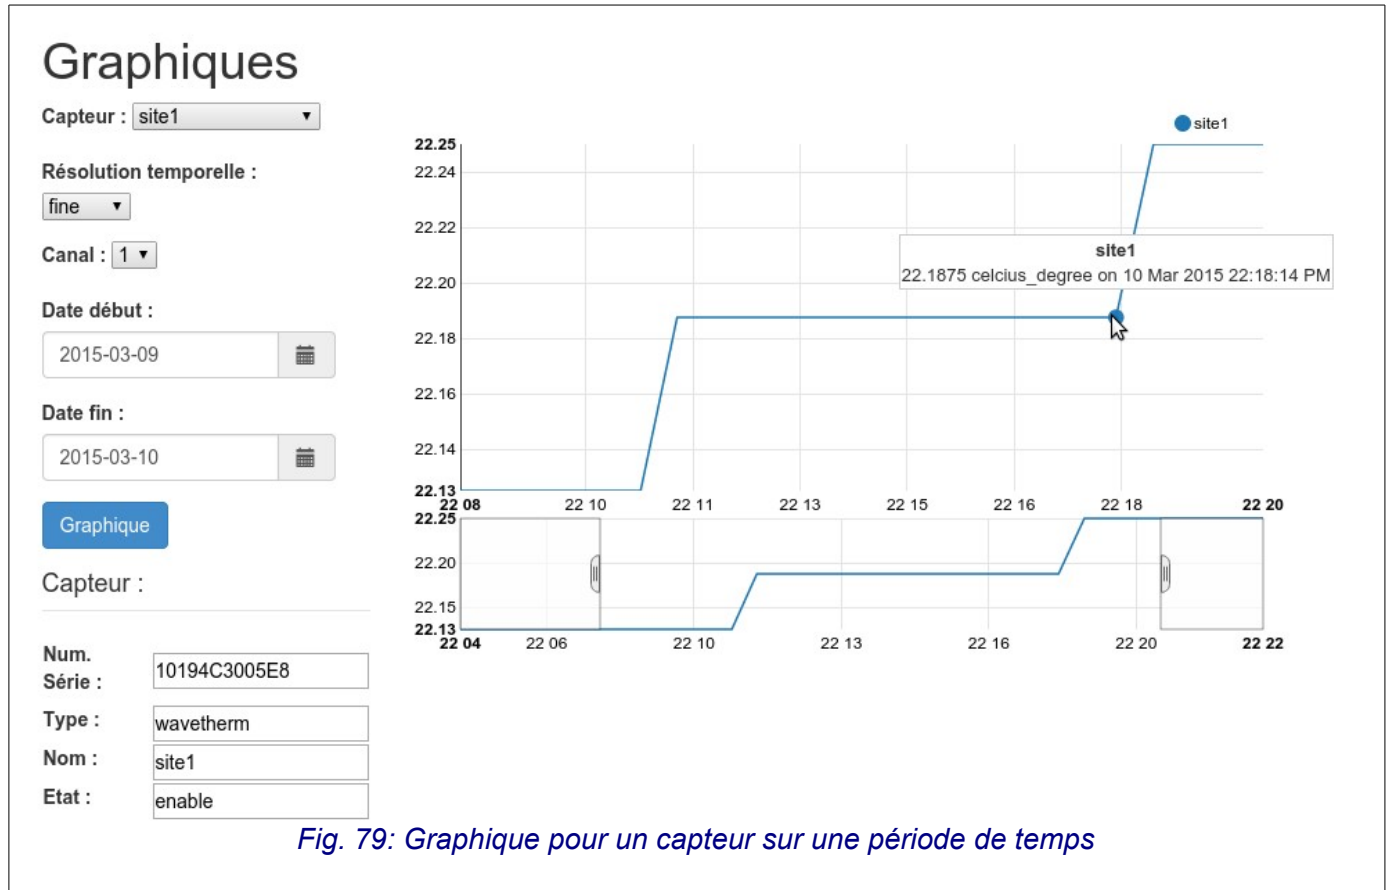 Graphiques
Capteur : site1
Résolution temporelle :
fine
Canal : 1
Date début :
2015-03-09
Date fin :
2015-03-10
Graphique
Capteur :
Num. Série : 10194C3005E8
Type : wavetherm
Nom : site1
Etat : enable
site1
22.25
22.24
22.22
22.20
22.18
22.16
22.14
22.13
site1
22.1875 celcius_degree on 10 Mar 2015 22:18:14 PM
22 08 22 10 22 11 22 13 22 15 22 16 22 18 22 20
22.25
22.20
22.15
22.13
22 04 22 06 22 10 22 13 22 16 22 20 22 22
Fig. 79: Graphique pour un capteur sur une période de temps